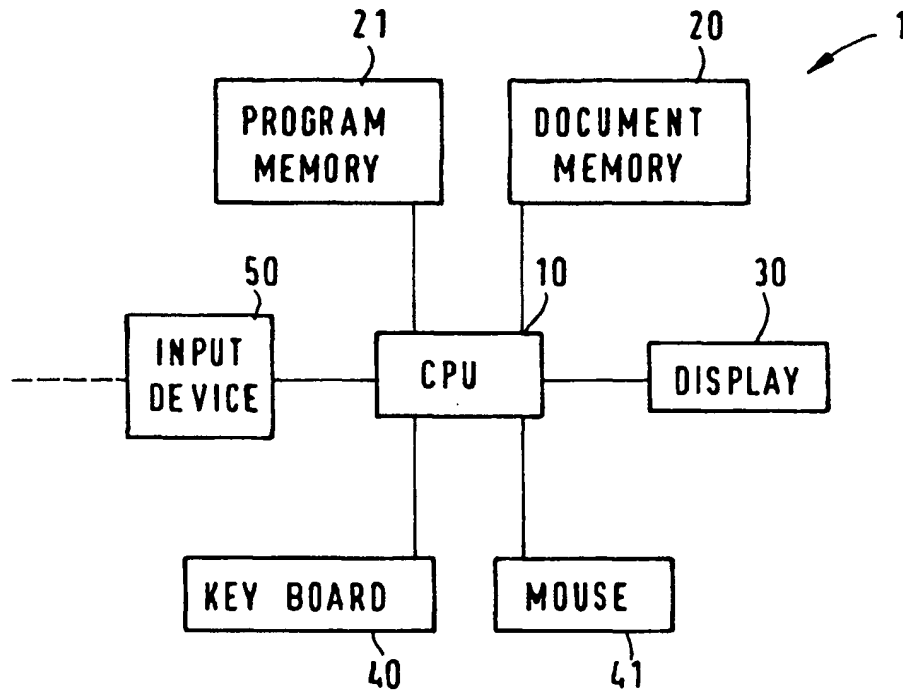 21
20
1
PROGRAM
MEMORY
DOCUMENT
MEMORY
50
10
30
INPUT
DEVICE
CPU
DISPLAY
KEY BOARD
MOUSE
40
41